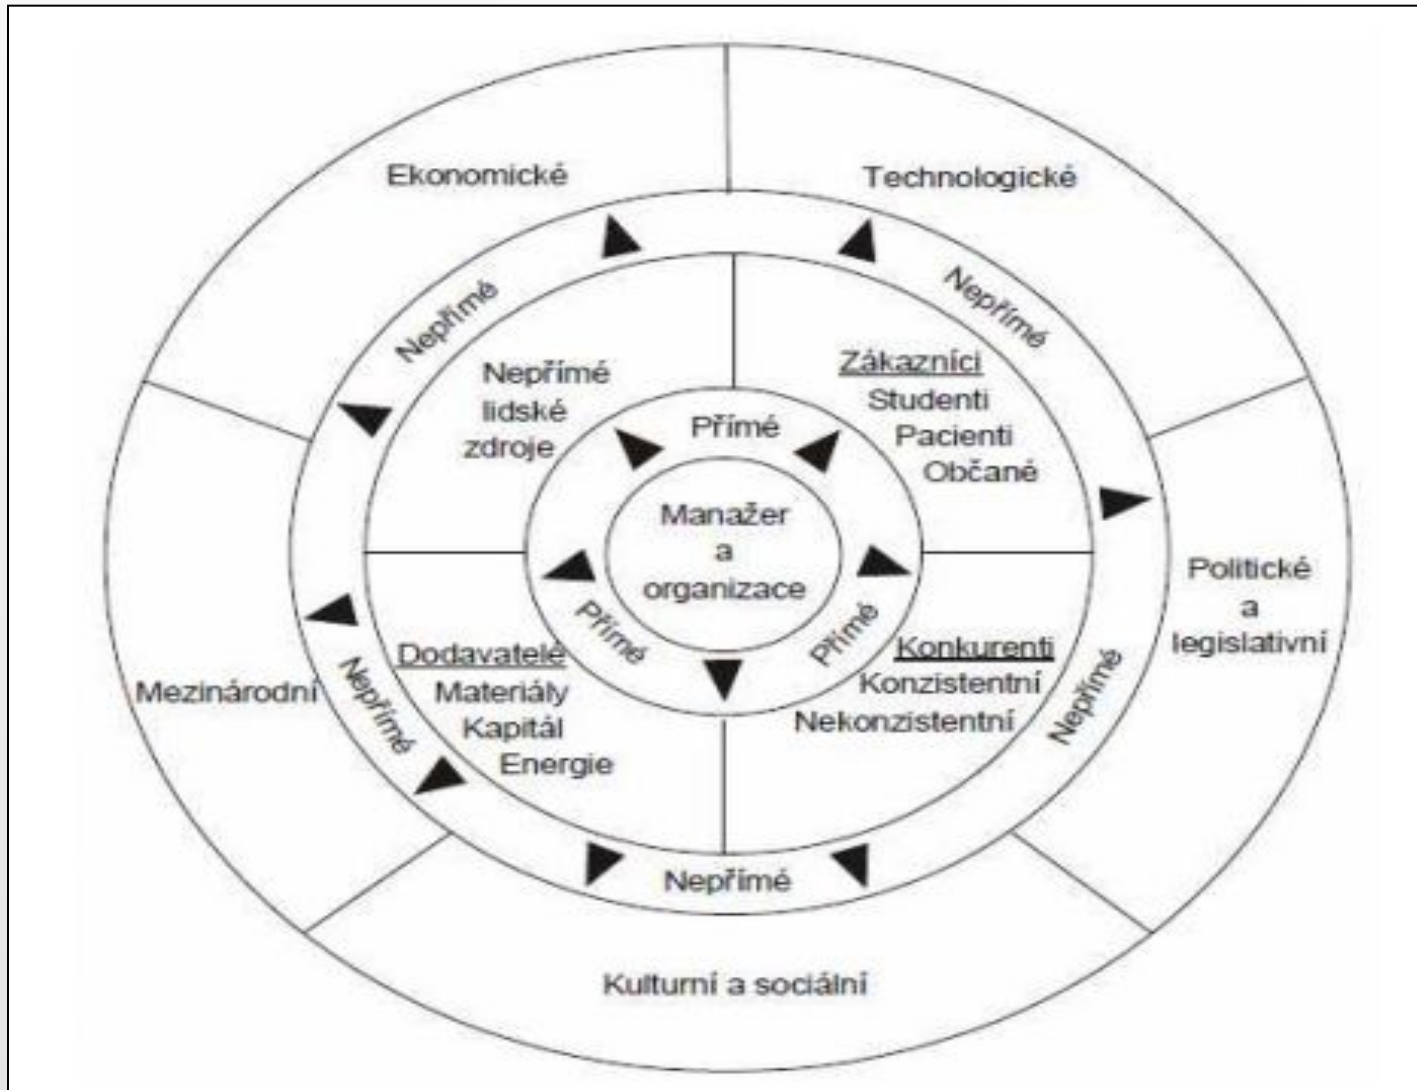 Ekonomické
Technologické
Nepřímé
Nepřímé
Nepřímé
lidské
zdroje
Zákazníci
Studenti
Pacienti
Občané
Přímé
Manažer
a
organizace
Přímé
Přímé
Dodavatelé
Materiály
Kapitál
Energie
Konkurenti
Konzistentní
Nekonzistentní
Politické
a
legislativní
Mezinárodní
Nepřímé
Nepřímé
Nepřímé
Kulturní a sociální